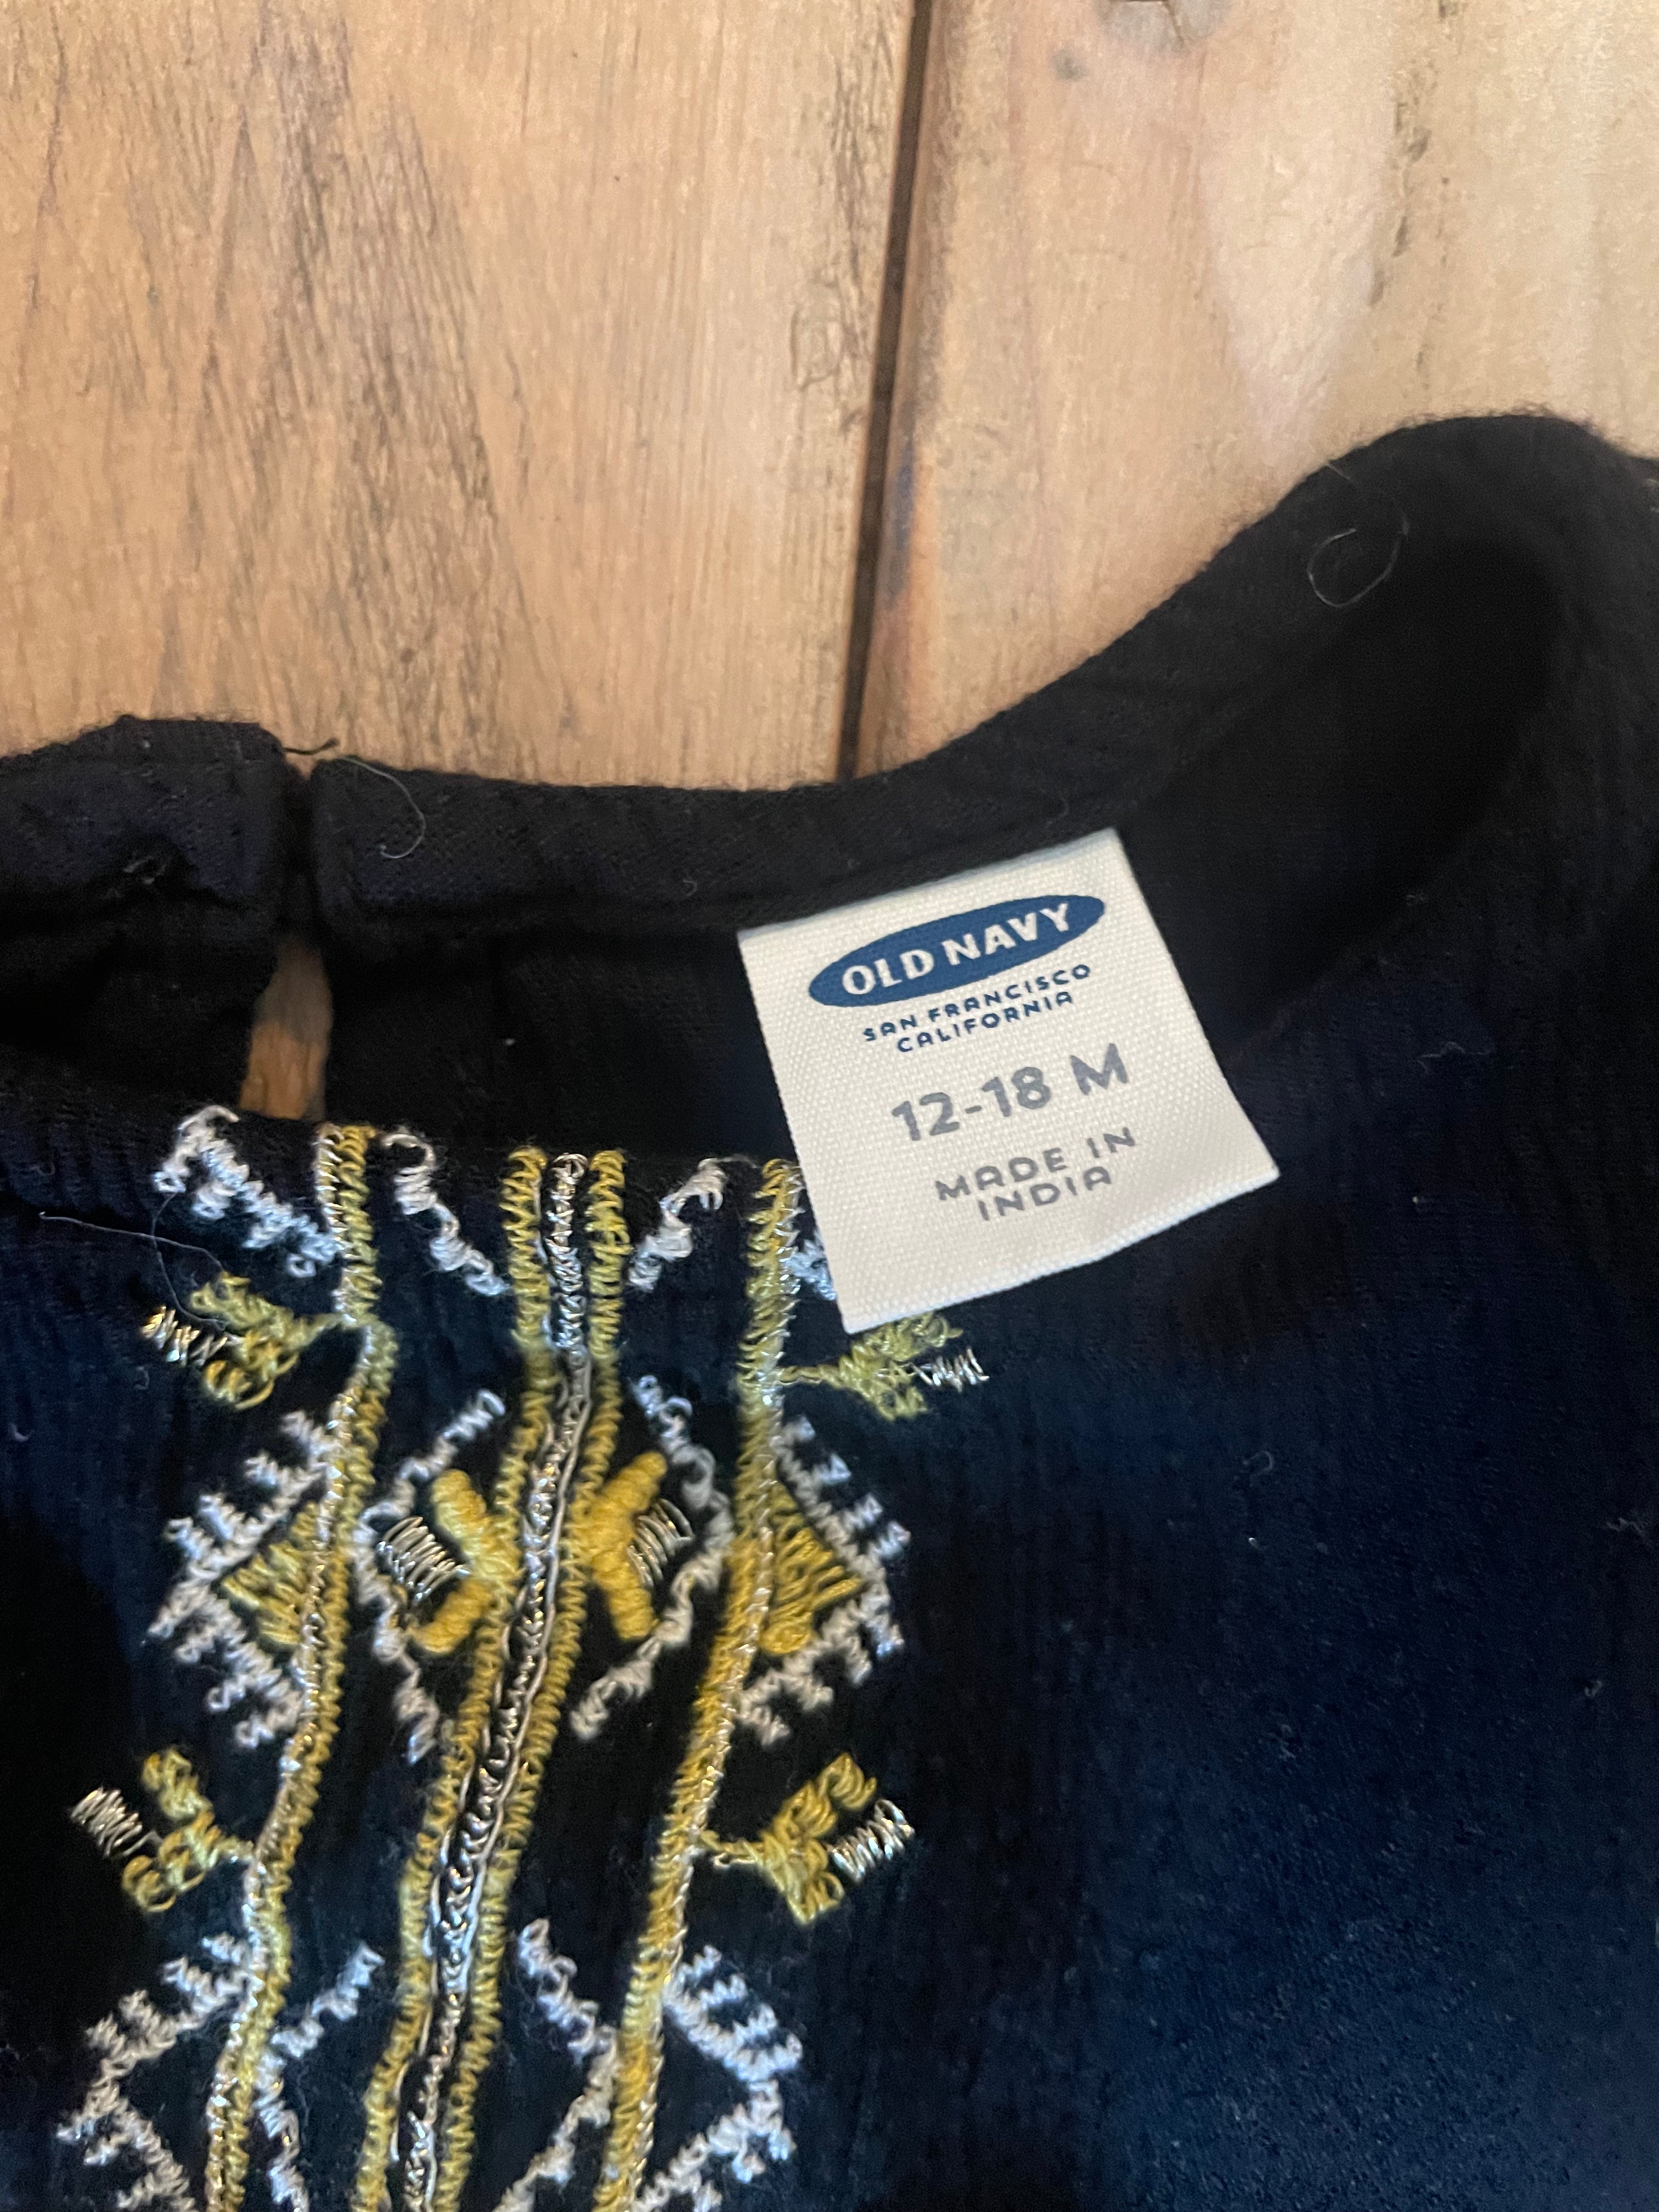 OLD NAVY
SAN FRANCISCO
CALIFORNIA
12-18 M
MADE IN
INDIA